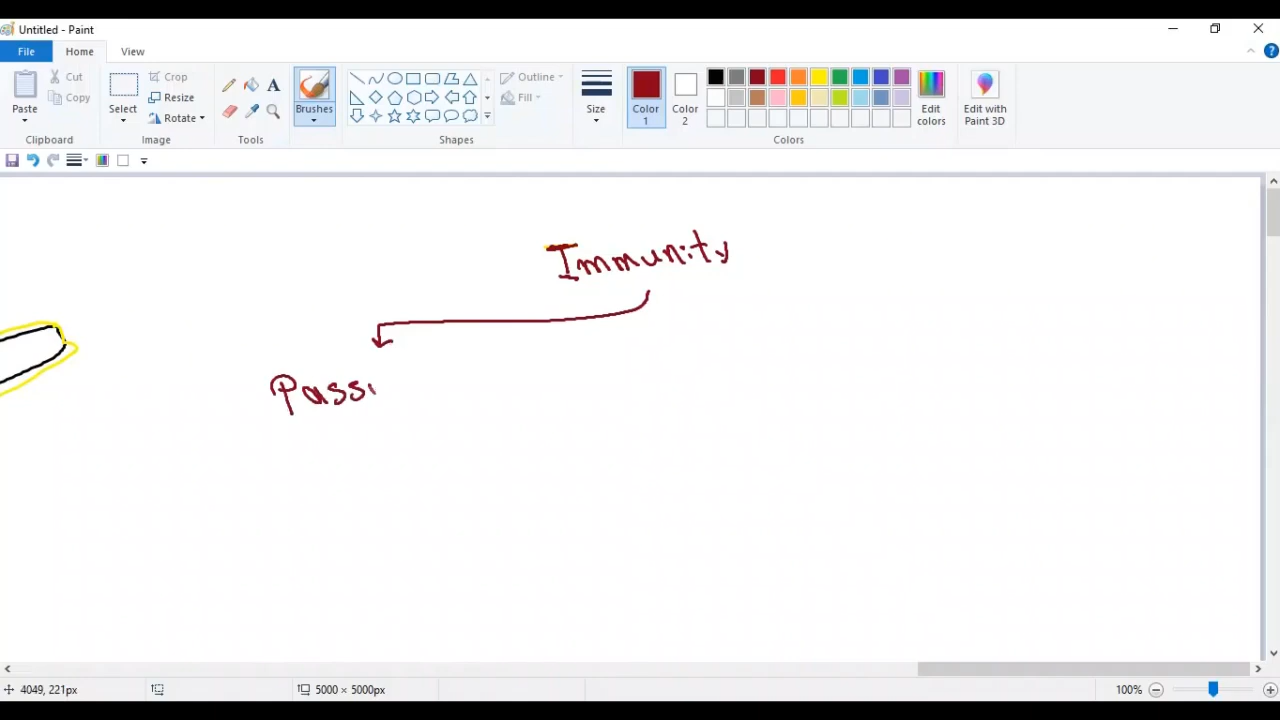 Untitled - Paint
File Home View
Paste
Cut
Copy
Clipboard
Select
Crop
Resize
Rotate
Image
Tools
Brushes
Shapes
Outline
Fill
Size
Color 1
Color 2
Colors
Edit colors
Edit with Paint 3D
Immunity
Passi
4049, 221px
5000 × 5000px
100%